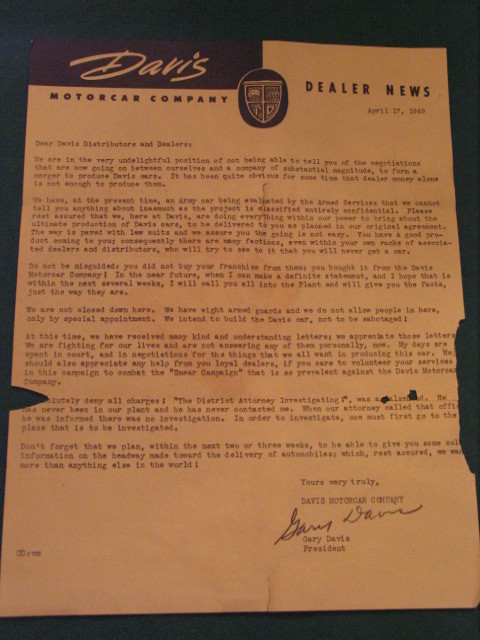 Davis
MOTORCAR COMPANY
DEALER NEWS
April 17, 1949
Dear Davis Distributors and Dealers:
We are in the very undelightful position of not being able to tell you of the negotiations
that are now going on between ourselves and a company of substantial magnitude, to form a
merger to produce Davis cars. It has been quite obvious for some time that dealer money alone
is not enough to produce them.
We have, at the present time, an Army car being evaluated by the Armed Services that we cannot
tell you anything about inasmuch as the project is classified entirely confidential. Please
rest assured that we, here at Davis, are doing everything within our power to bring about the
ultimate production of Davis cars, to be delivered to you as planned in our original agreement.
The way is paved with law suits and we assure you the going is not easy. You have a good pro-
duct coming to you; consequently there are many factions, even within your own racks of associa-
ted dealers and distributors, who will try to see to it that you will never get a car.
Do not be misguided; you did not buy your franchise from them; you bought it from the Davis
Motorcar Company! In the near future, when I can make a definite statement, and I hope that is
within the next several weeks, I will call you all into the Plant and will give you the facts,
just the way they are.
We are not closed down here. We have eight armed guards and we do not allow people in here,
only by special appointment. We intend to build the Davis car, not to be sabotaged!
At this time, we have received many kind and understanding letters; we appreciate those letters
We are fighting for our lives and are not answering any of them personally, now. My days are
spent in court, and in negotiations for the things that we all want in producing this car. We
should also appreciate any help from you loyal dealers, if you care to volunteer your services
in this campaign to combat the "Smear Campaign" that is so prevalent against the Davis Motorcar
Company.
lutely deny all charges! "The District Attorney Investigating!", was a He
as never been in our plant and he has never contacted me. When our attorney called that offi
he was informed there was no investigation. In order to investigate, one must first go to the
place that is to be investigated.
Don't forget that we plan, within the next two or three weeks, to be able to give you some
information on the headway made toward the delivery of automobiles; which, rest assured, we wa
more than anything else in the world!
Yours very truly,
DAVIS MOTORCAR COMPANY
Gary Davis
Gary Davis
President
GD:vm